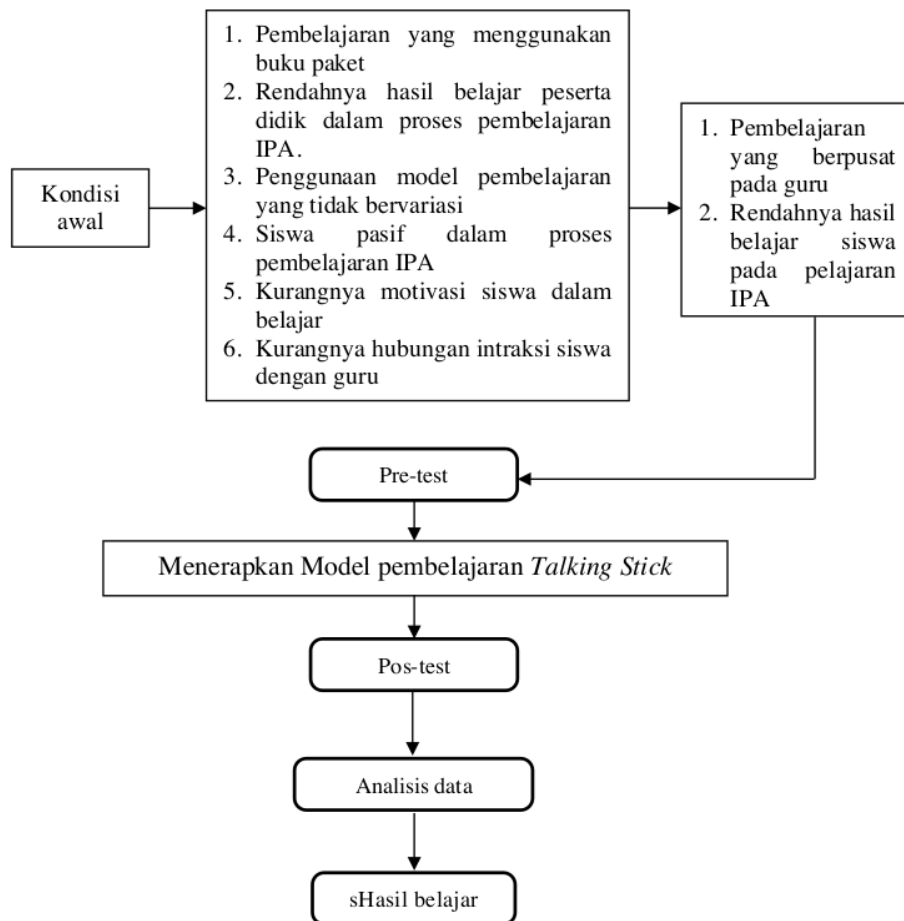 Kondisi
awal
1. Pembelajaran yang menggunakan
buku paket
2. Rendahnya hasil belajar peserta
didik dalam proses pembelajaran
IPA.
3. Penggunaan model pembelajaran
yang tidak bervariasi
4. Siswa pasif dalam proses
pembelajaran IPA
5. Kurangnya motivasi siswa dalam
belajar
6. Kurangnya hubungan intraksi siswa
dengan guru
1. Pembelajaran
yang berpusat
pada guru
2. Rendahnya hasil
belajar siswa
pada pelajaran
IPA
Pre-test
Menerapkan Model pembelajaran Talking Stick
Pos-test
Analisis data
sHasil belajar